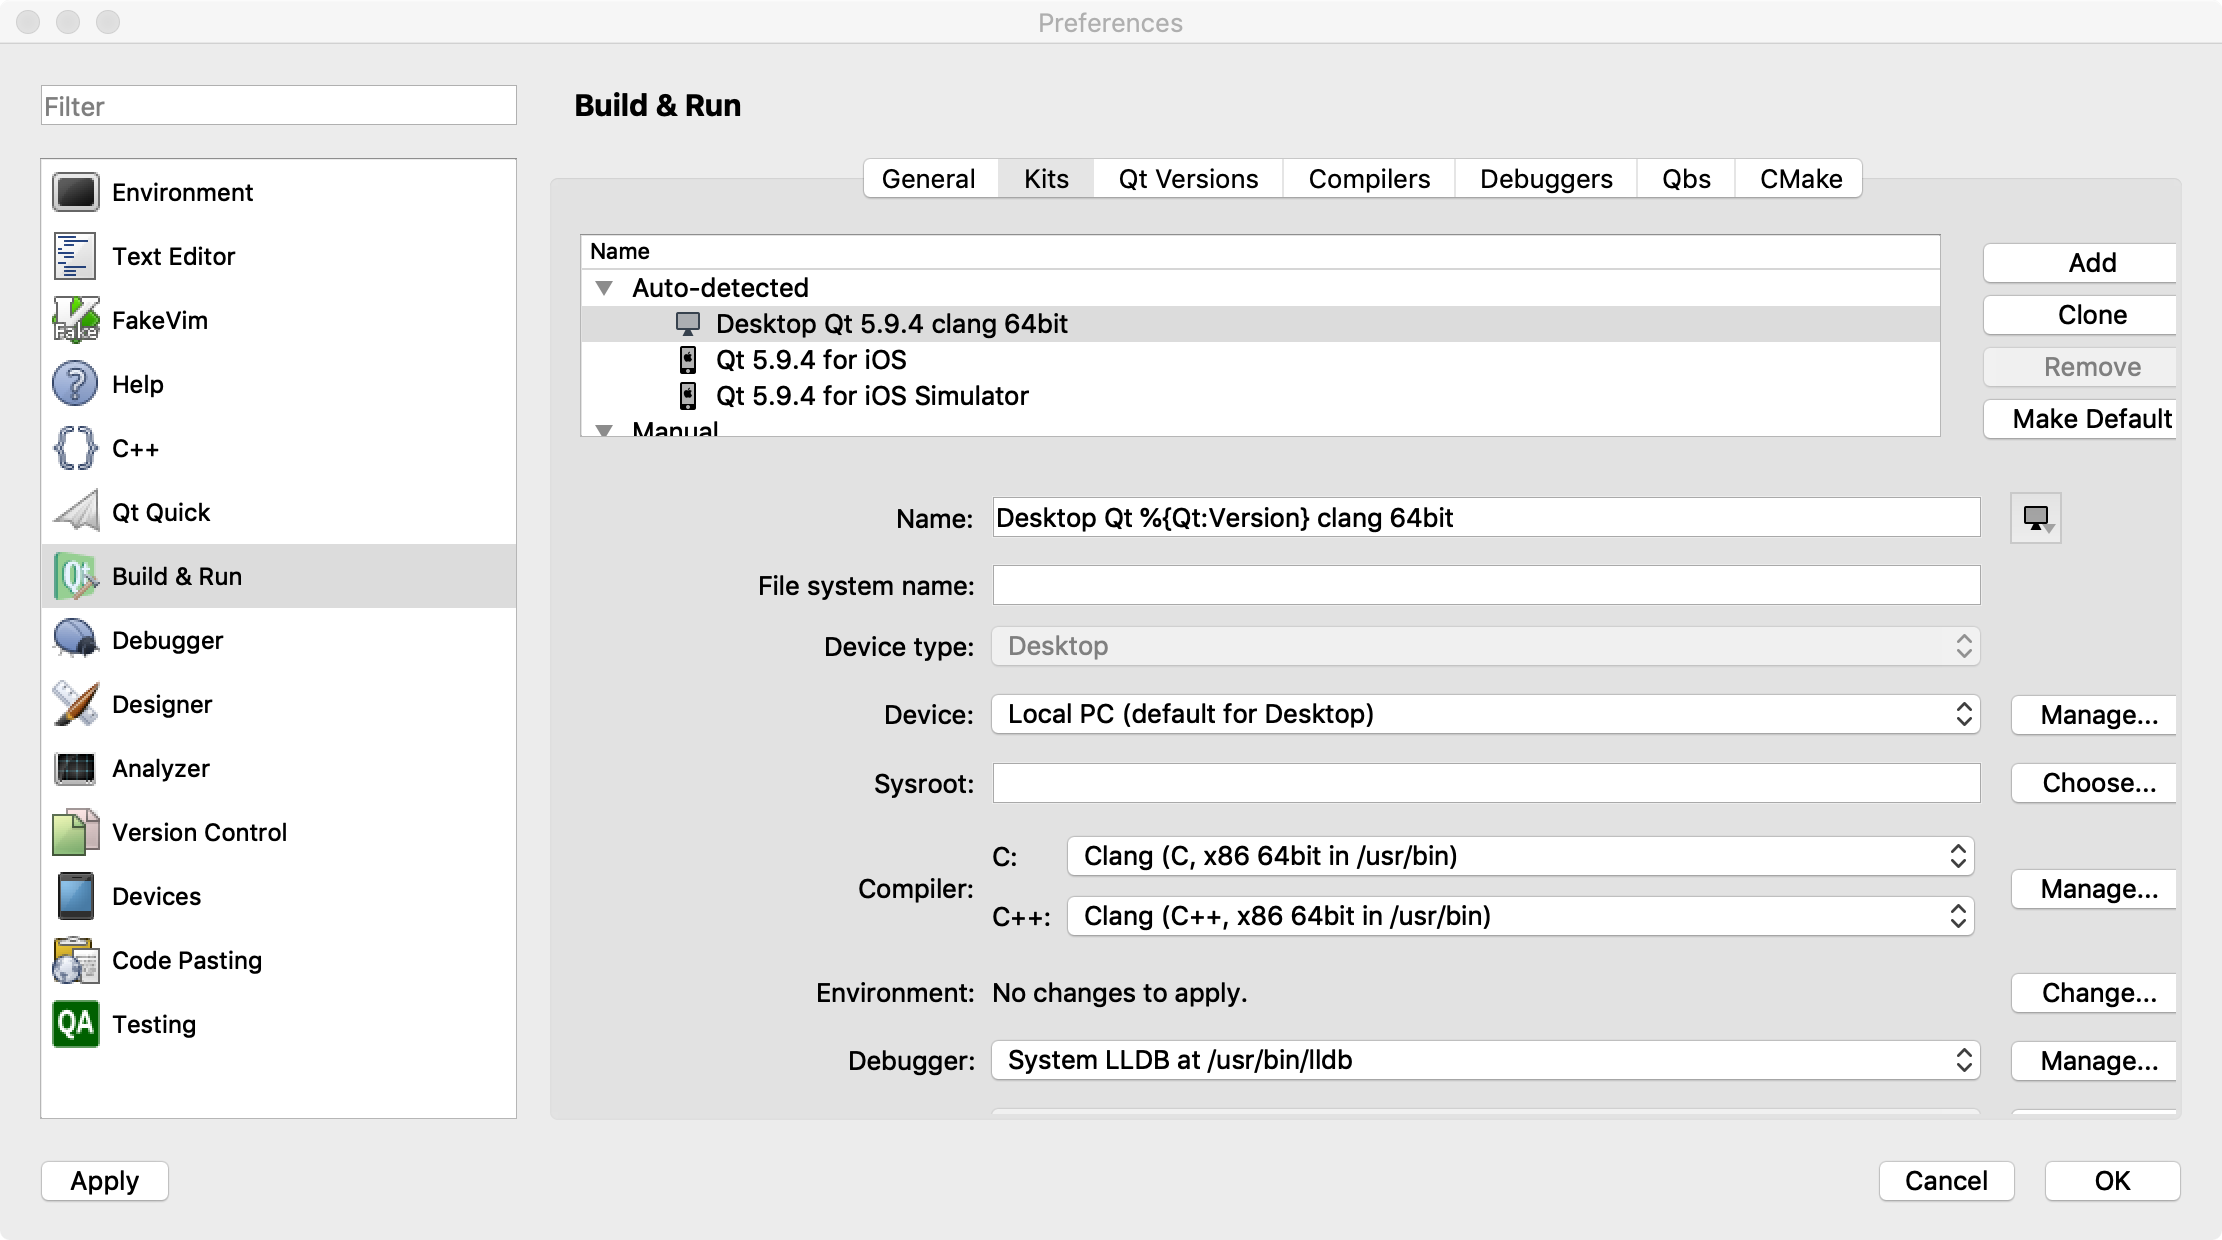 Preferences
Filter
Build & Run
Environment
Text Editor
Fake
FakeVim
Help
C++
Qt Quick
Build & Run
Debugger
Designer
Analyzer
Version Control
Devices
Code Pasting
QA Testing
General Kits Qt Versions Compilers Debuggers Qbs CMake
Name
Auto-detected
Desktop Qt 5.9.4 clang 64bit
Qt 5.9.4 for iOS
Qt 5.9.4 for iOS Simulator
Manual
Add
Clone
Remove
Make Default
Name: Desktop Qt %{Qt:Version} clang 64bit
File system name:
Device type: Desktop
Device: Local PC (default for Desktop) Manage...
Sysroot: Choose...
Compiler:
C: Clang (C, x86 64bit in /usr/bin)
C++: Clang (C++, x86 64bit in /usr/bin)
Manage...
Environment: No changes to apply. Change...
Debugger: System LLDB at /usr/bin/lldb Manage...
Apply Cancel OK